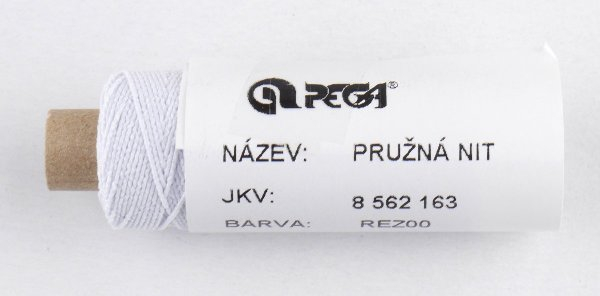 PEGA®
NÁZEV: PRUŽNÁ NIT
JKV: 8 562 163
BARVA: REZ00